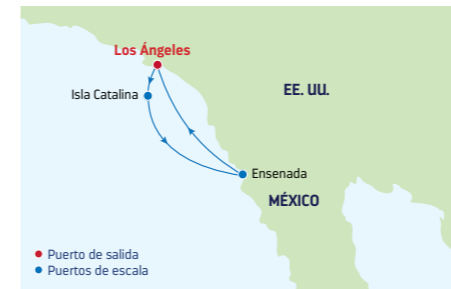 Los Ángeles
Isla Catalina
EE. UU.
Ensenada
MÉXICO
Puerto de salida
Puertos de escala